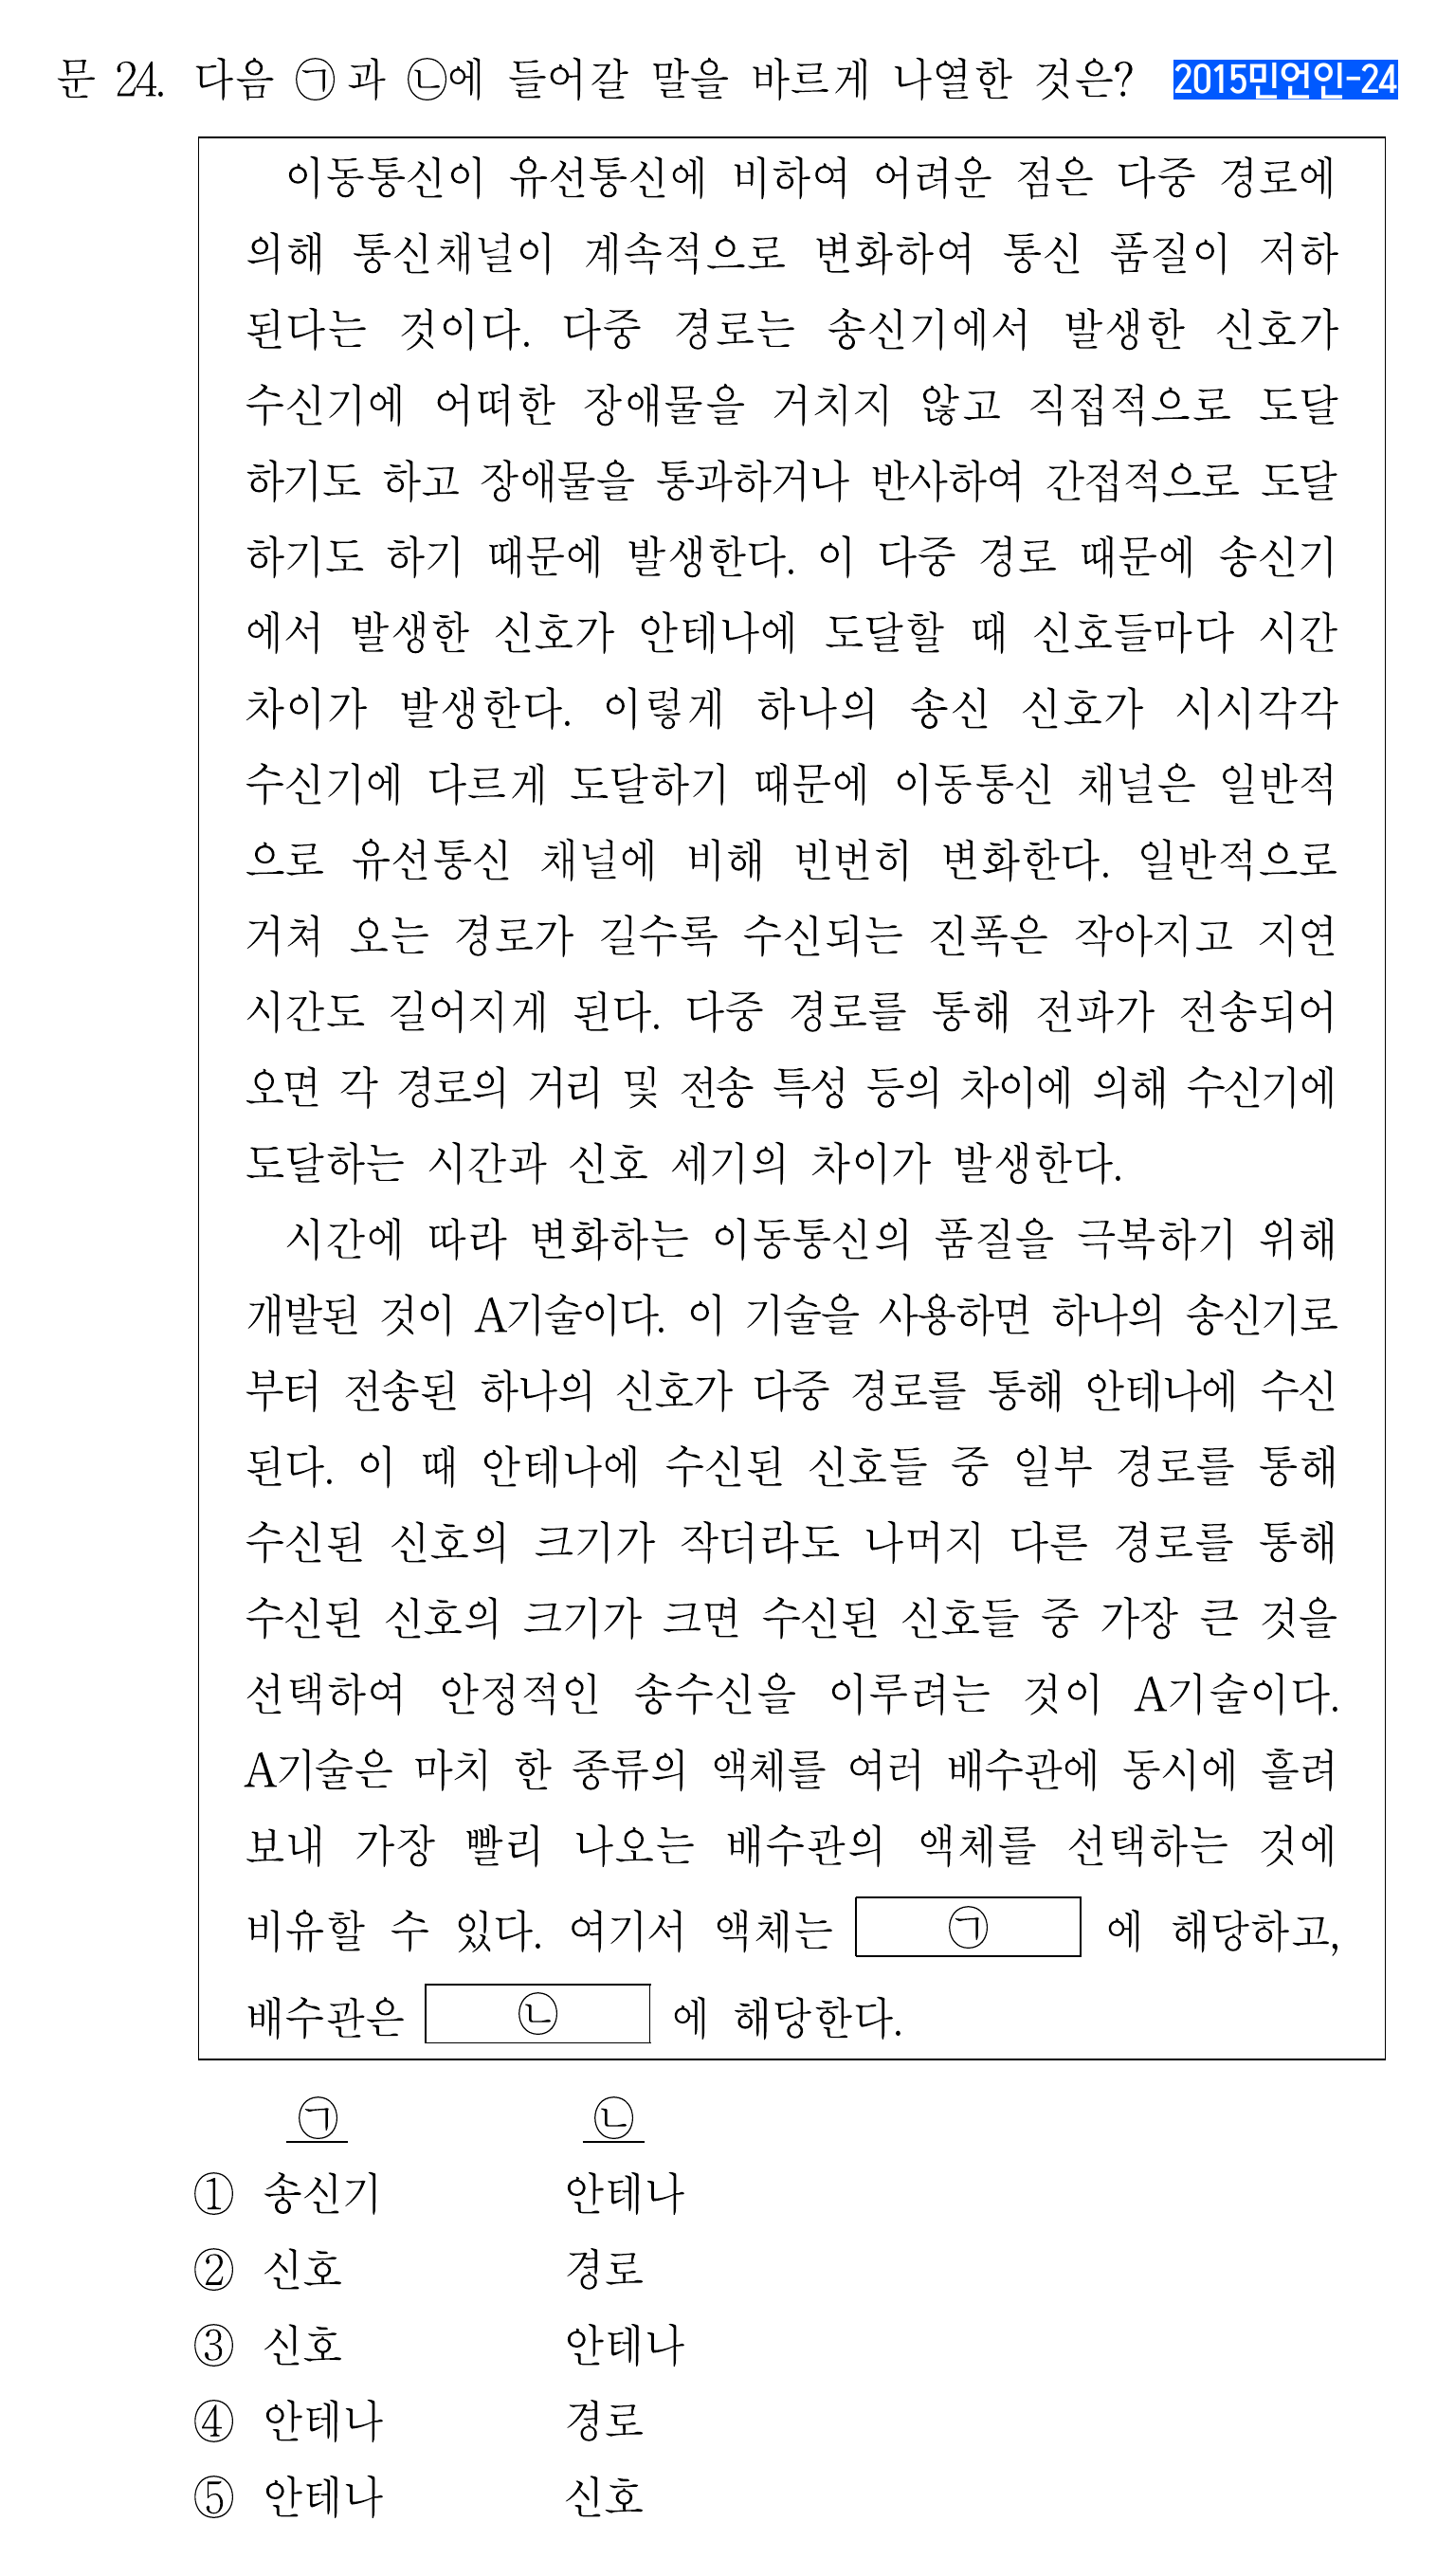 문 24. 다음 ㉠과 ㉡에 들어갈 말을 바르게 나열한 것은? 2015민언인-24
이동통신이 유선통신에 비하여 어려운 점은 다중 경로에
의해 통신채널이 계속적으로 변화하여 통신 품질이 저하
된다는 것이다. 다중 경로는 송신기에서 발생한 신호가
수신기에 어떠한 장애물을 거치지 않고 직접적으로 도달
하기도 하고 장애물을 통과하거나 반사하여 간접적으로 도달
하기도 하기 때문에 발생한다. 이 다중 경로 때문에 송신기
에서 발생한 신호가 안테나에 도달할 때 신호들마다 시간
차이가 발생한다. 이렇게 하나의 송신 신호가 시시각각
수신기에 다르게 도달하기 때문에 이동통신 채널은 일반적
으로 유선통신 채널에 비해 빈번히 변화한다. 일반적으로
거쳐 오는 경로가 길수록 수신되는 진폭은 작아지고 지연
시간도 길어지게 된다. 다중 경로를 통해 전파가 전송되어
오면 각 경로의 거리 및 전송 특성 등의 차이에 의해 수신기에
도달하는 시간과 신호 세기의 차이가 발생한다.
시간에 따라 변화하는 이동통신의 품질을 극복하기 위해
개발된 것이 A기술이다. 이 기술을 사용하면 하나의 송신기로
부터 전송된 하나의 신호가 다중 경로를 통해 안테나에 수신
된다. 이 때 안테나에 수신된 신호들 중 일부 경로를 통해
수신된 신호의 크기가 작더라도 나머지 다른 경로를 통해
수신된 신호의 크기가 크면 수신된 신호들 중 가장 큰 것을
선택하여 안정적인 송수신을 이루려는 것이 A기술이다.
A기술은 마치 한 종류의 액체를 여러 배수관에 동시에 흘려
보내 가장 빨리 나오는 배수관의 액체를 선택하는 것에
비유할 수 있다. 여기서 액체는 ㉠ 에 해당하고,
배수관은 ㉡ 에 해당한다.
㉠ ㉡
① 송신기 안테나
② 신호 경로
③ 신호 안테나
④ 안테나 경로
⑤ 안테나 신호